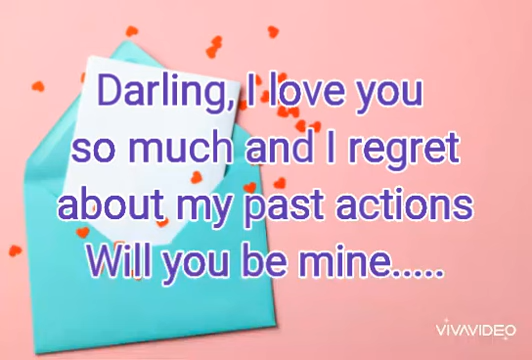 Darling, I love you
so much and I regret
about my past actions
Will you be mine.....
VIVAVIDEO